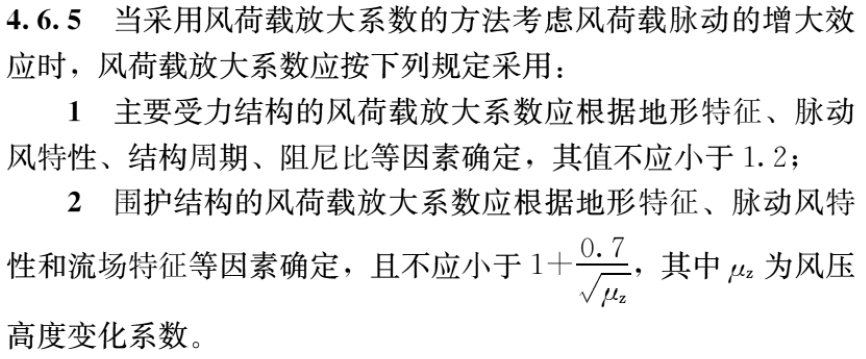 4.6.5 当采用风荷载放大系数的方法考虑风荷载脉动的增大效
应时，风荷载放大系数应按下列规定采用：
1 主要受力结构的风荷载放大系数应根据地形特征、脉动
风特性、结构周期、阻尼比等因素确定，其值不应小于 1.2；
2 围护结构的风荷载放大系数应根据地形特征、脉动风特
性和流场特征等因素确定，且不应小于 $1+\frac{0.7}{\sqrt{\mu_z}}$，其中 $\mu_z$ 为风压
高度变化系数。